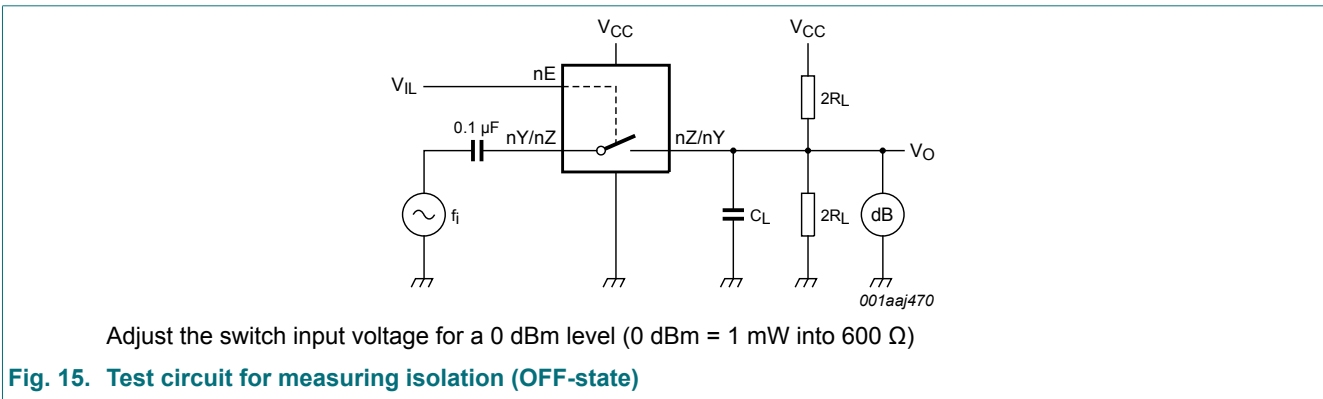 VCC VCC
nE
VIL
2RL
0.1 µF nY/nZ nZ/nY
VO
fi CL 2RL dB
001aaj470
Adjust the switch input voltage for a 0 dBm level (0 dBm = 1 mW into 600 Ω)
Fig. 15. Test circuit for measuring isolation (OFF-state)